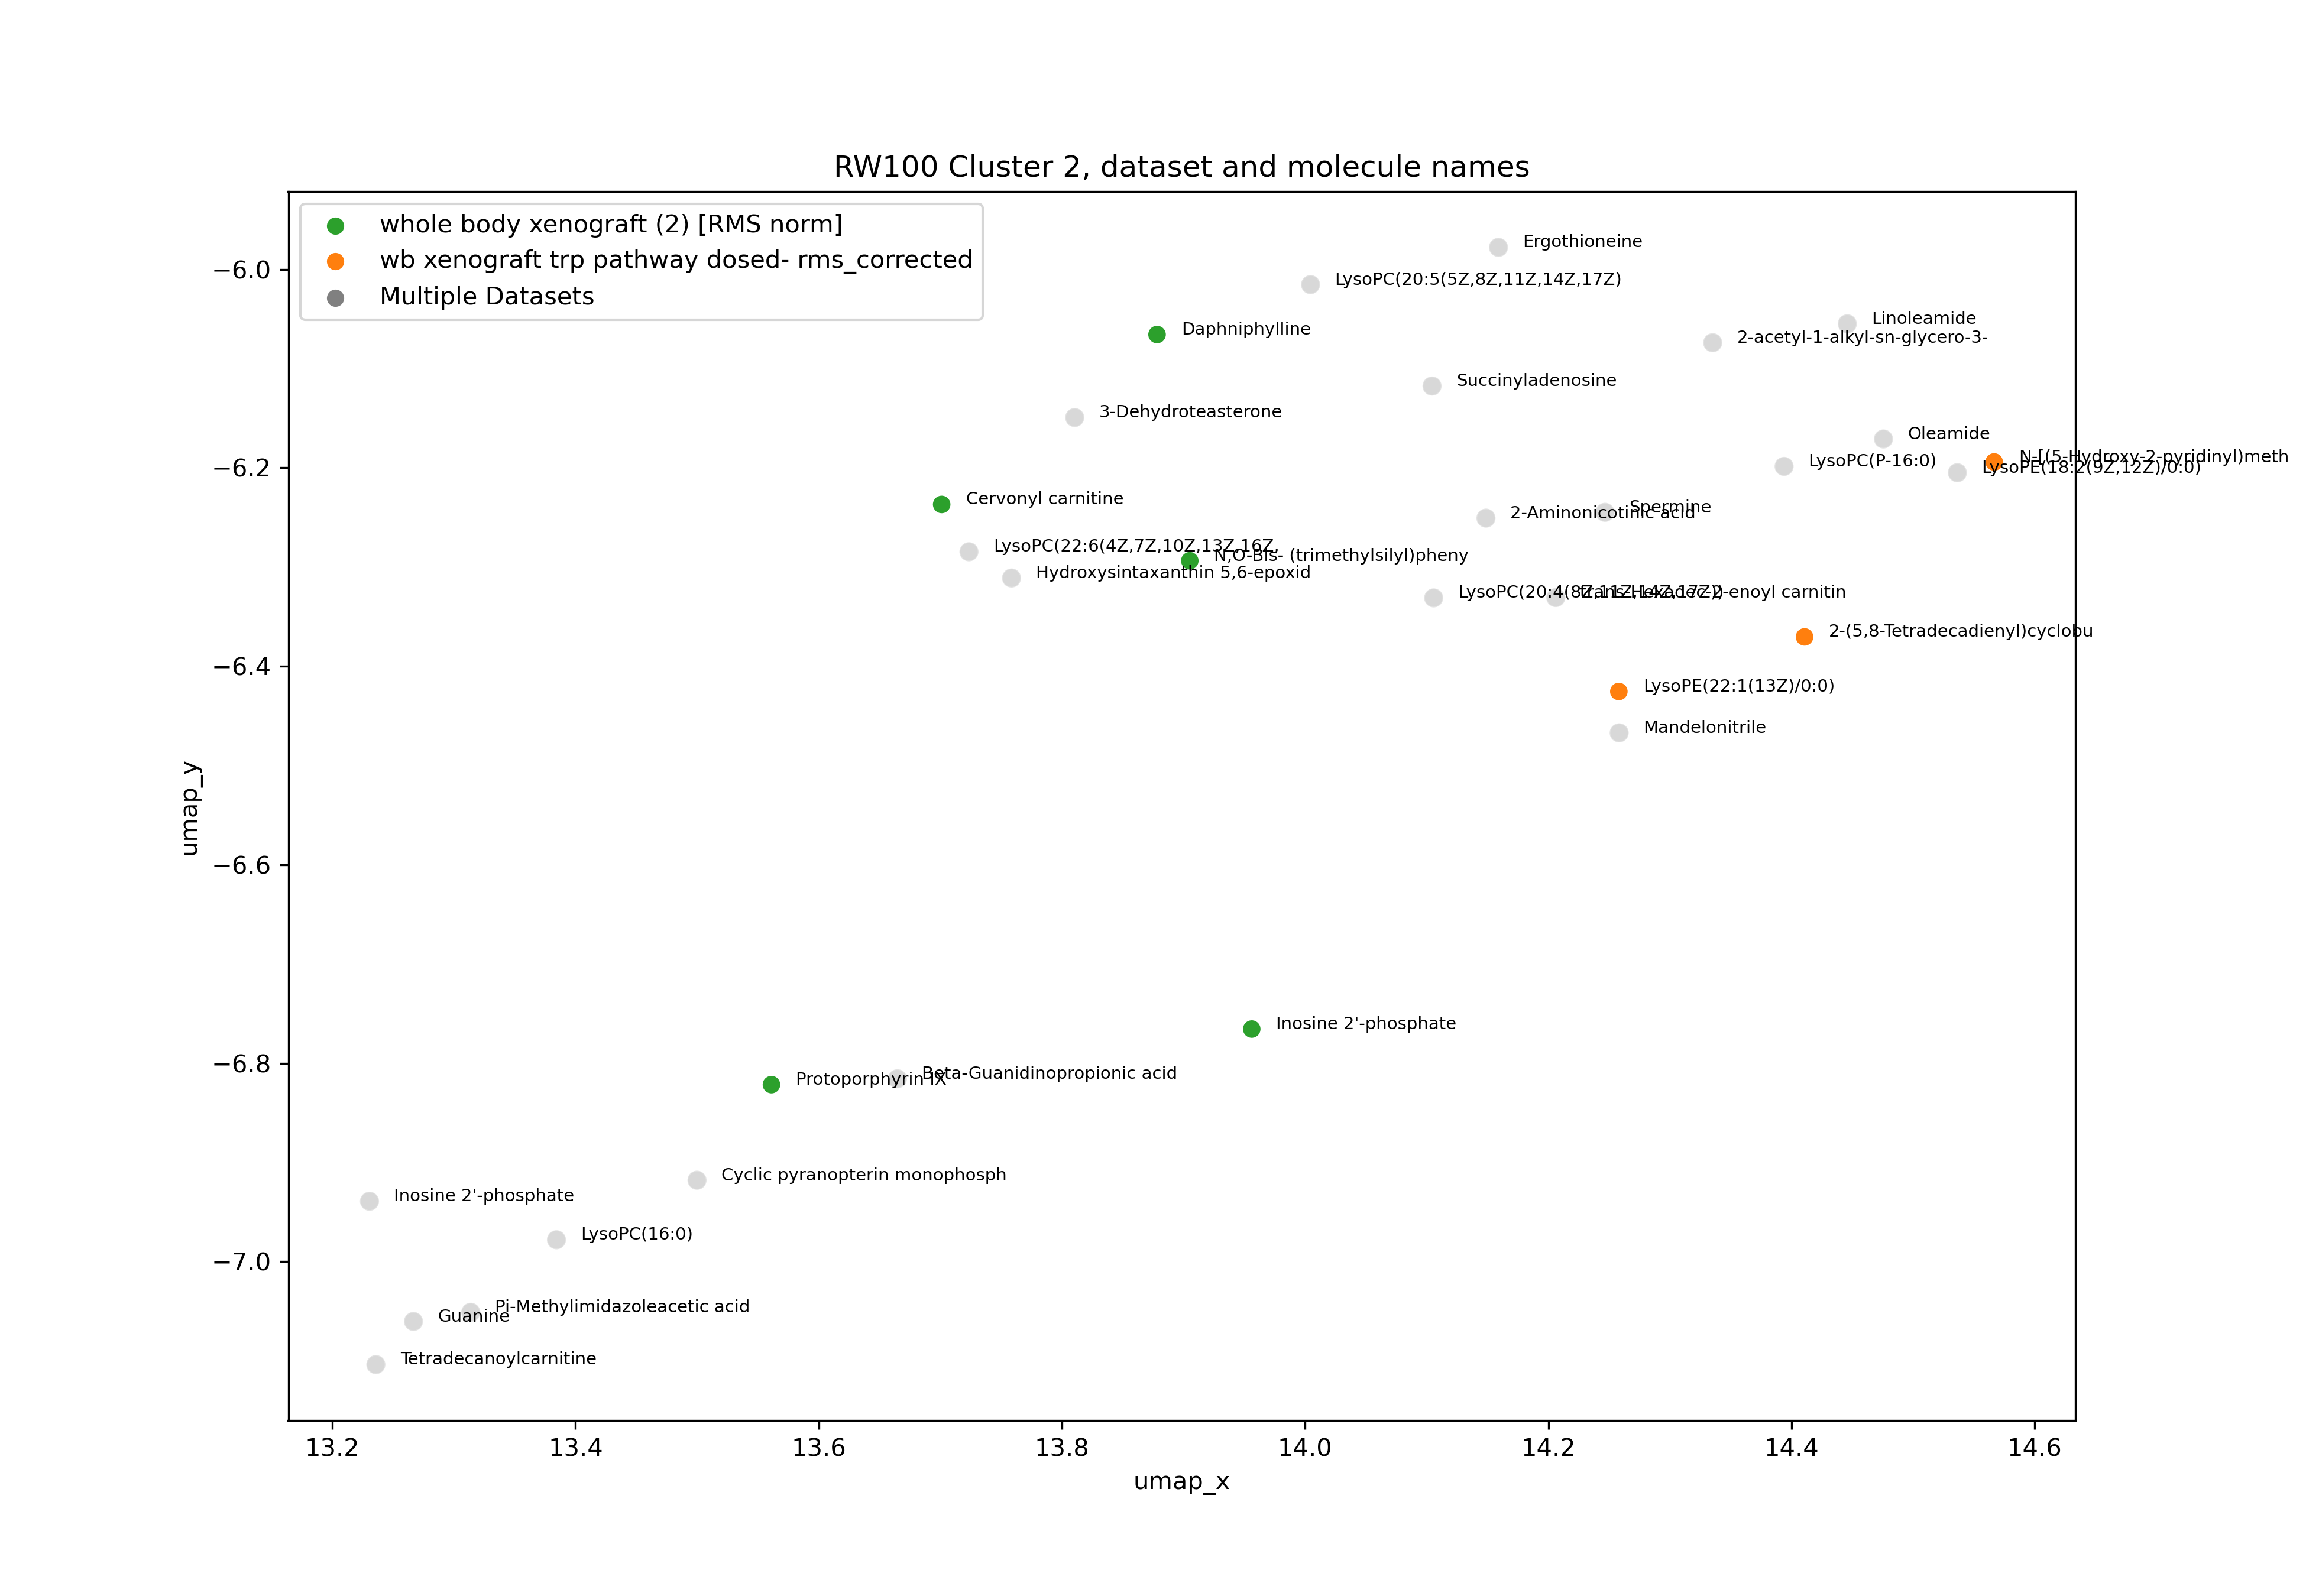 RW100 Cluster 2, dataset and molecule names
whole body xenograft (2) [RMS norm]
wb xenograft trp pathway dosed- rms_corrected
Multiple Datasets
Ergothioneine
LysoPC(20:5(5Z,8Z,11Z,14Z,17Z)
Linoleamide
Daphniphylline
2-acetyl-1-alkyl-sn-glycero-3-
Succinyladenosine
3-Dehydroteasterone
Oleamide
N-[(5-Hydroxy-2-pyridinyl)meth
LysoPC(P-16:0)
LysoPE(18:2(9Z,12Z)/0:0)
Cervonyl carnitine
Spermine
2-Aminonicotinic acid
LysoPC(22:6(4Z,7Z,10Z,13Z,16Z,
N,O-Bis- (trimethylsilyl)pheny
Hydroxysintaxanthin 5,6-epoxid
LysoPC(20:4(8Z,11Z,14Z,17Z))
trans-Hexadec-2-enoyl carnitin
2-(5,8-Tetradecadienyl)cyclobu
LysoPE(22:1(13Z)/0:0)
Mandelonitrile
Inosine 2'-phosphate
Beta-Guanidinopropionic acid
Protoporphyrin IX
Cyclic pyranopterin monophosph
Inosine 2'-phosphate
LysoPC(16:0)
Pi-Methylimidazoleacetic acid
Guanine
Tetradecanoylcarnitine
−6.0
−6.2
−6.4
−6.6
−6.8
−7.0
umap_y
13.2 13.4 13.6 13.8 14.0 14.2 14.4 14.6
umap_x